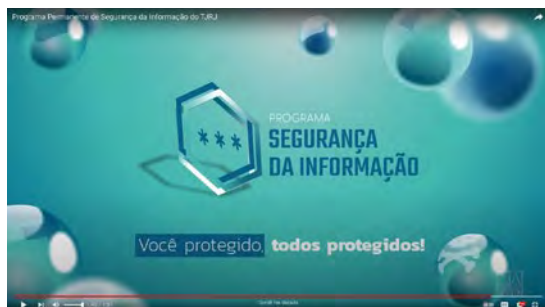 Programa Permanente de Segurança da Informação do TJRJ
PROGRAMA
***
SEGURANÇA
DA INFORMAÇÃO
Você protegido, todos protegidos!